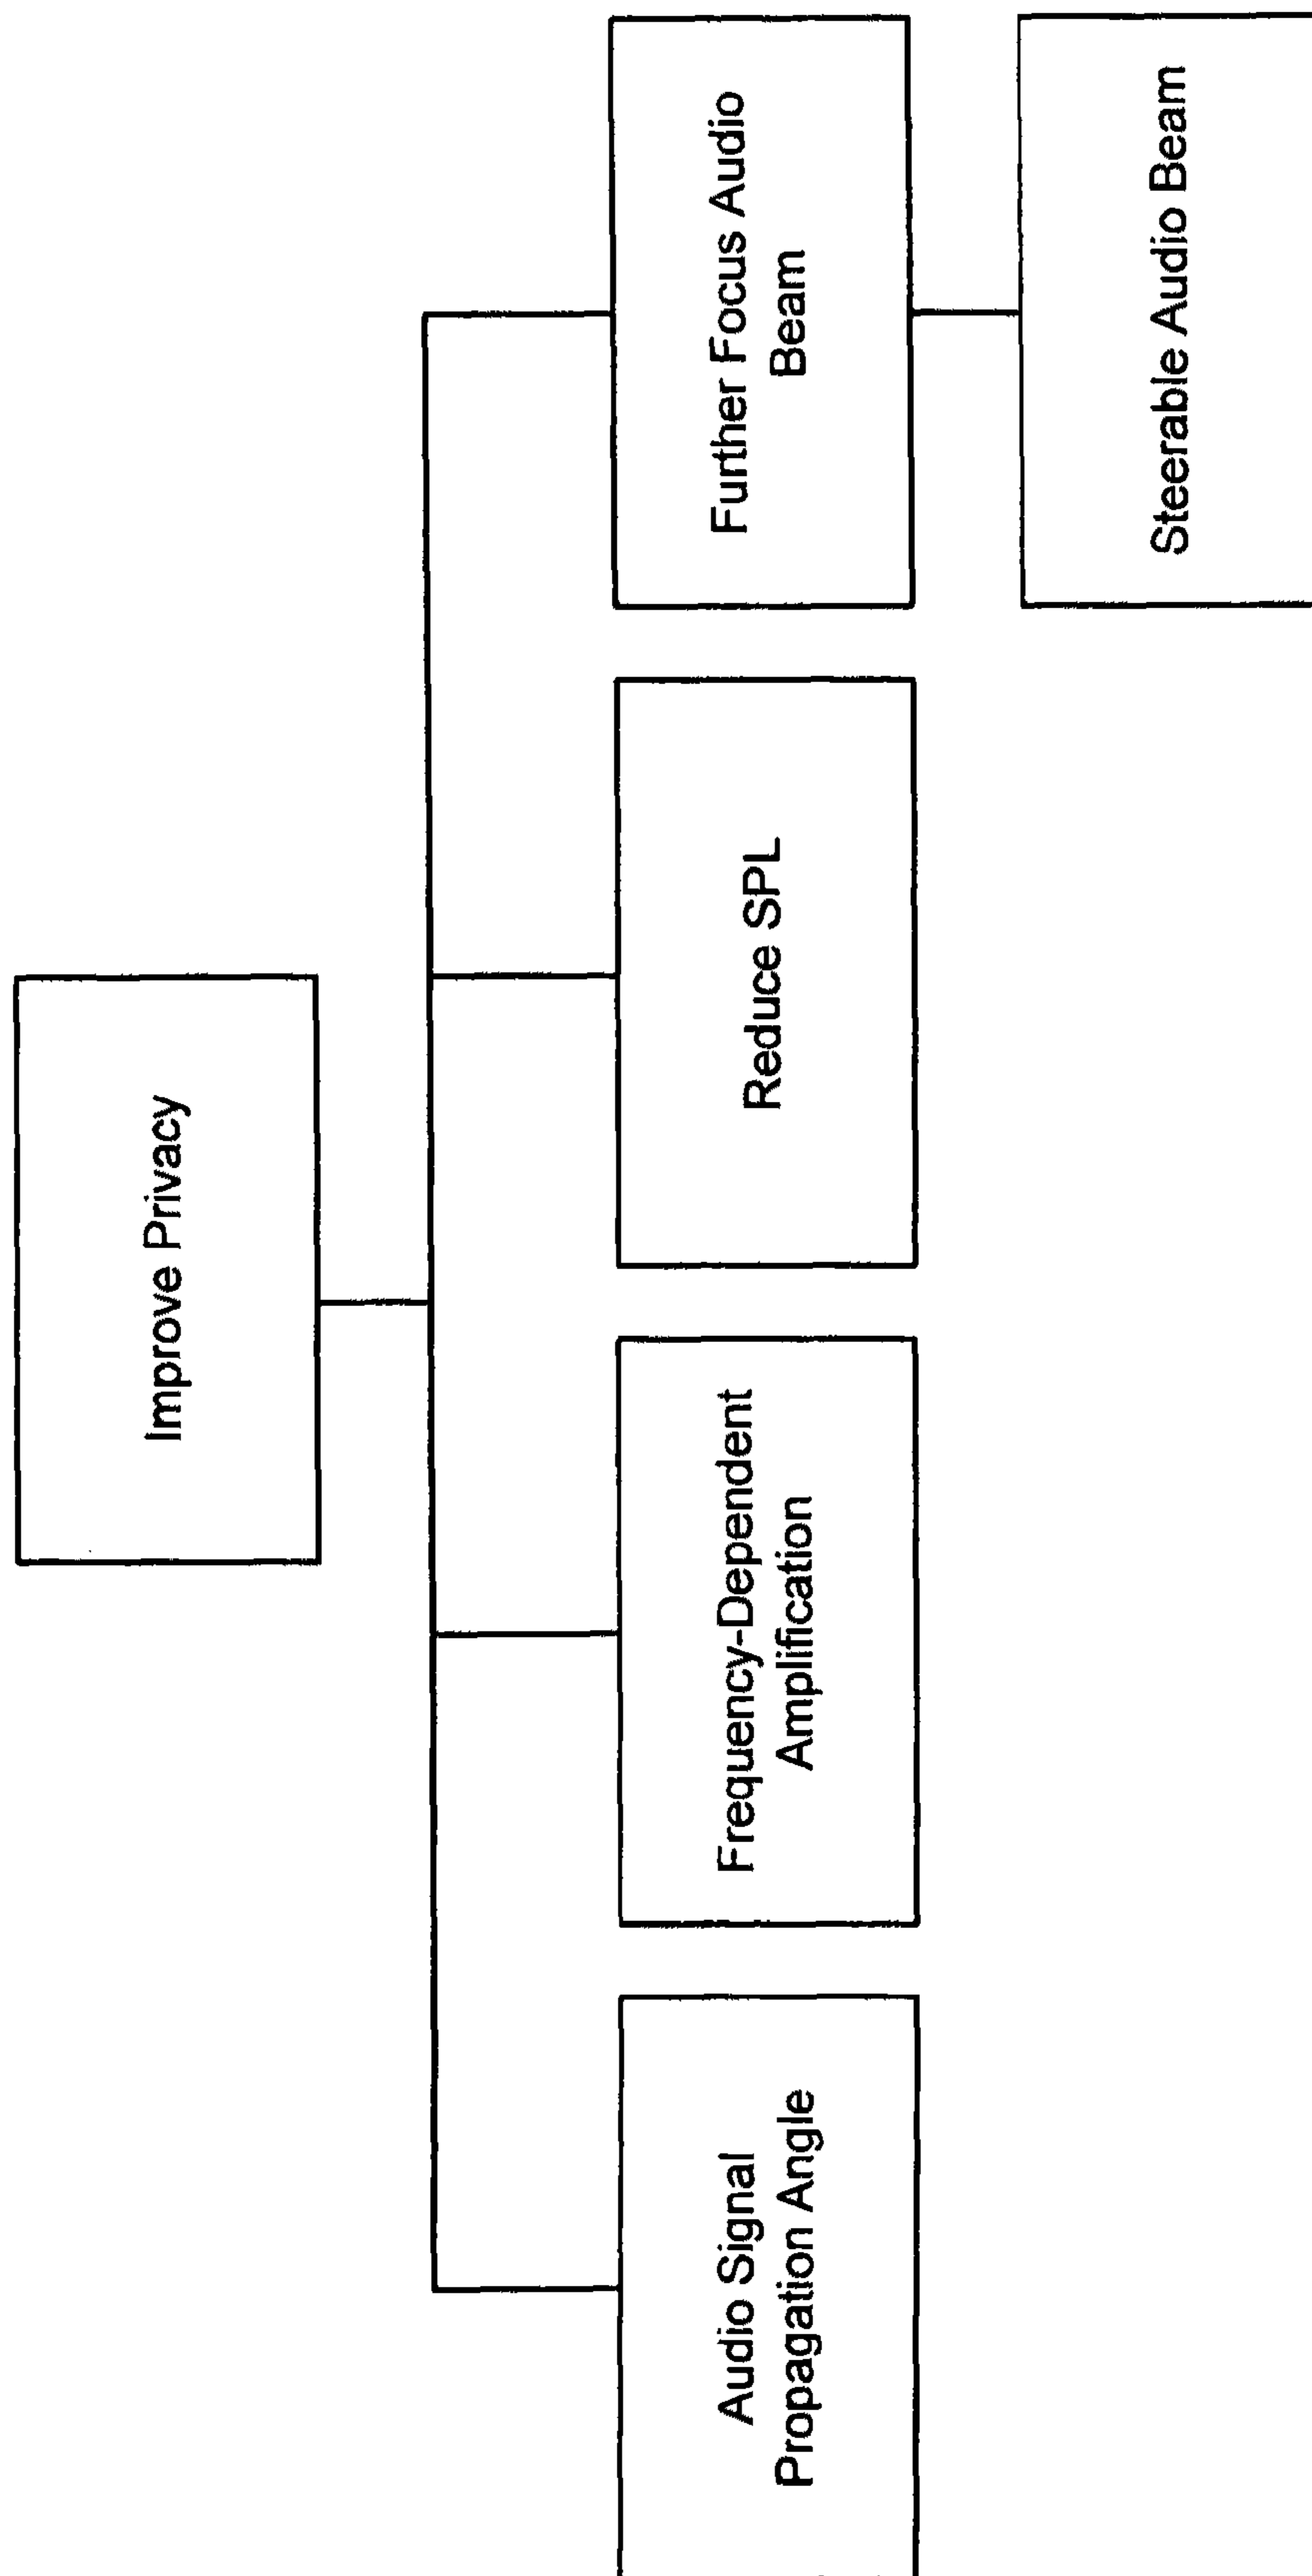 Improve Privacy
Audio Signal
Propagation Angle
Frequency-Dependent
Amplification
Reduce SPL
Further Focus Audio
Beam
Steerable Audio Beam